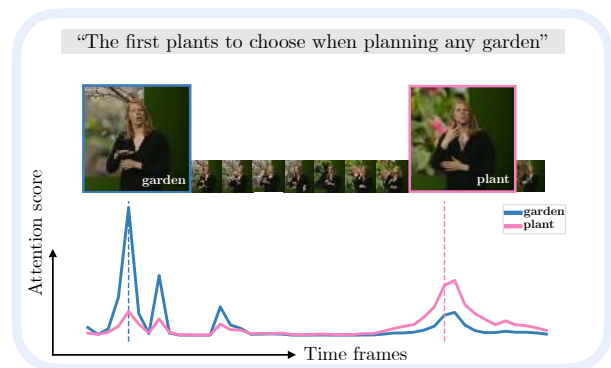 “The first plants to choose when planning any garden”
garden
plant
Attention score
garden
plant
Time frames